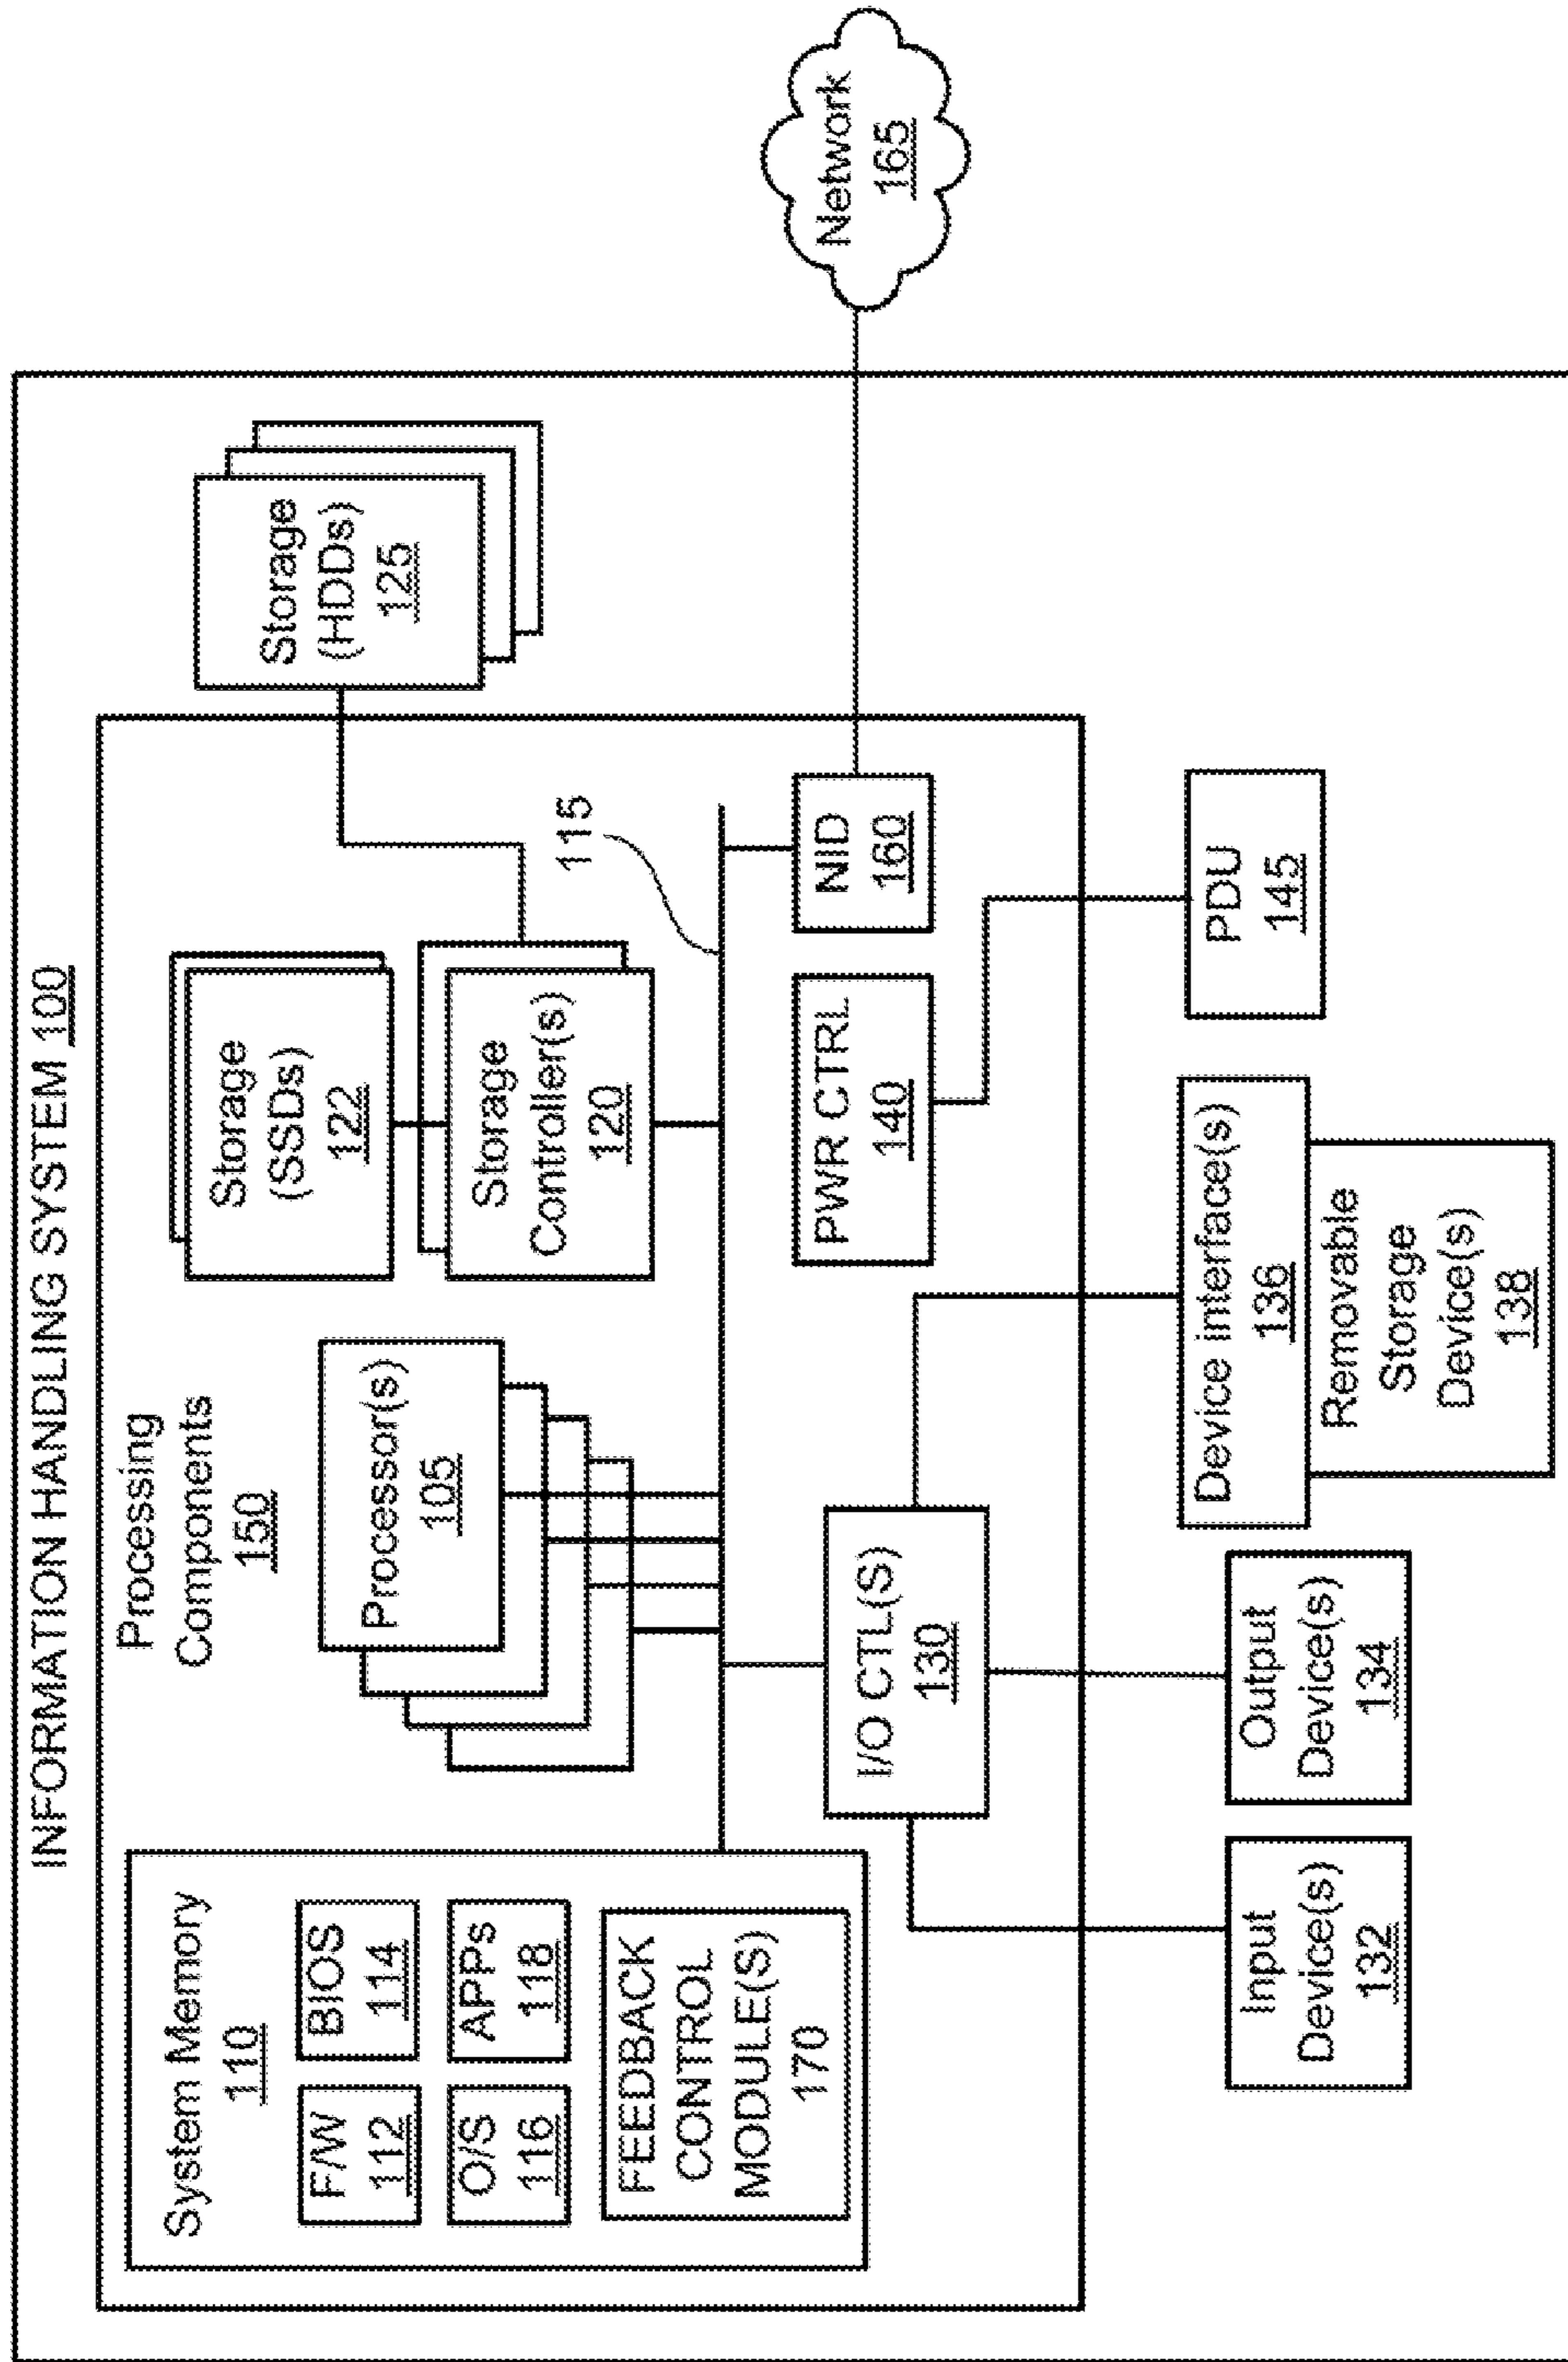 INFORMATION HANDLING SYSTEM 100
Processing
Components
150
System Memory
110
F/W
112
BIOS
114
O/S
116
APPs
118
FEEDBACK
CONTROL
MODULE(S)
170
Processor(s)
105
Storage
(SSDs)
122
Storage
Controller(s)
120
Storage
(HDDs)
125
115
I/O CTL(S)
130
PWR CTRL
140
NID
160
Network
165
Input
Device(s)
132
Output
Device(s)
134
Device interface(s)
136
Removable
Storage
Device(s)
138
PDU
145